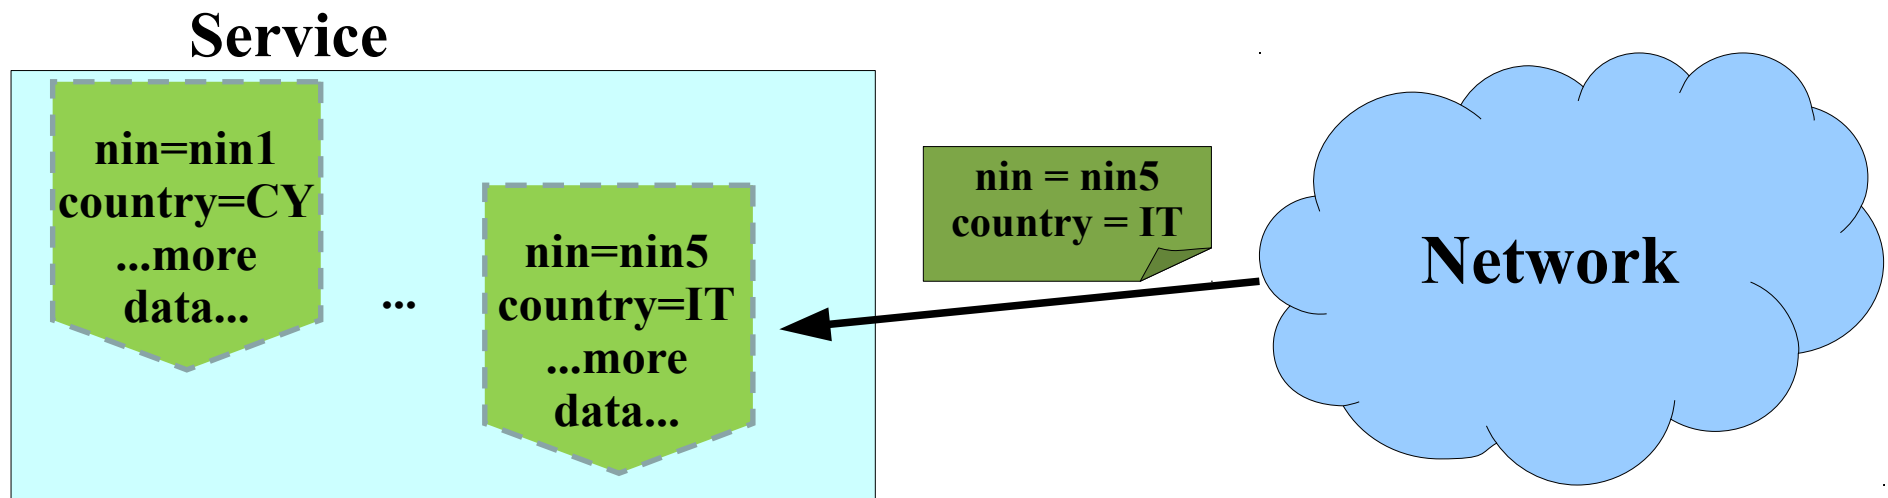 Service
nin=nin1
country=CY
...more
data...
...
nin=nin5
country=IT
...more
data...
nin = nin5
country = IT
Network